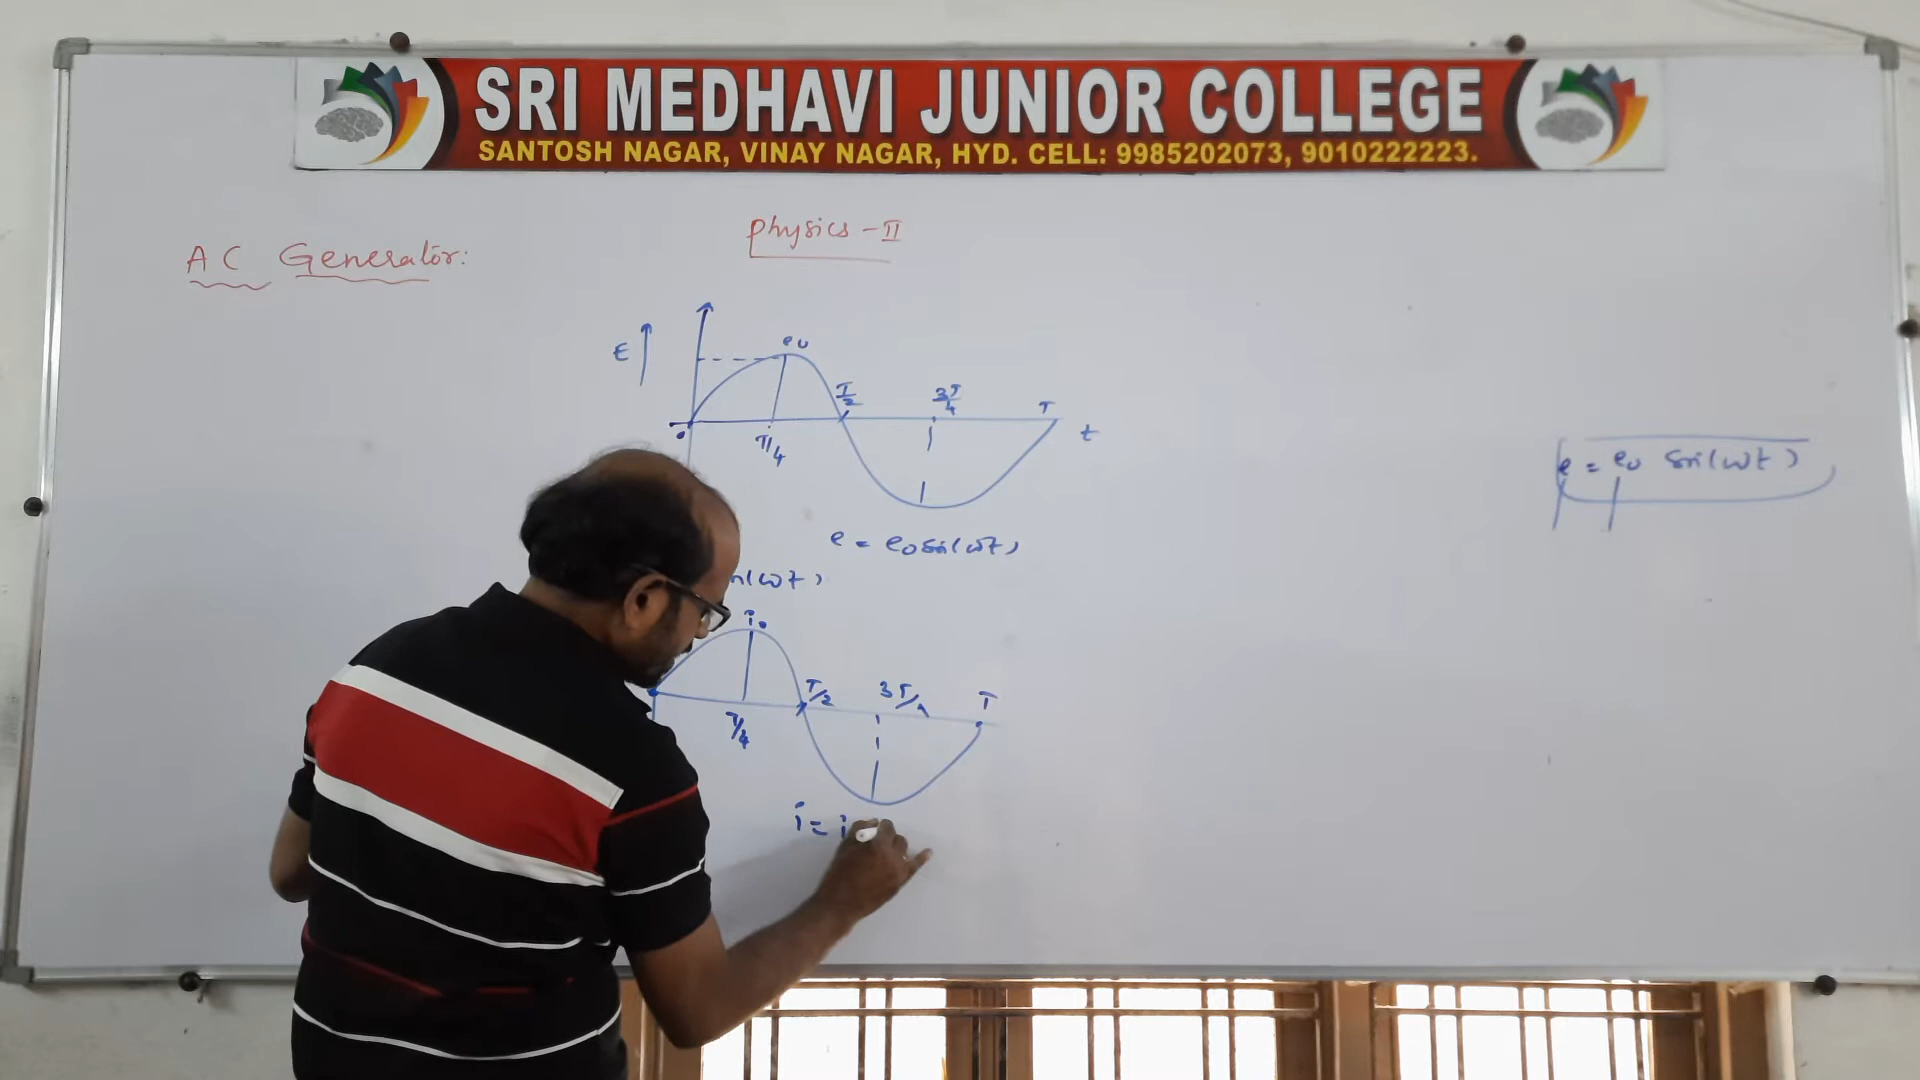 SRI MEDHAVI JUNIOR COLLEGE
SANTOSH NAGAR, VINAY NAGAR, HYD. CELL: 9985202073, 9010222223.
Physics - II
AC Generator:
E
e₀
T/2
3T/4
T
0
T/4
t
e = e₀ sin(ωt)
e = e₀ sin(ωt)
n(ωt)
i₀
T/2
3T/4
T
T/4
i = i